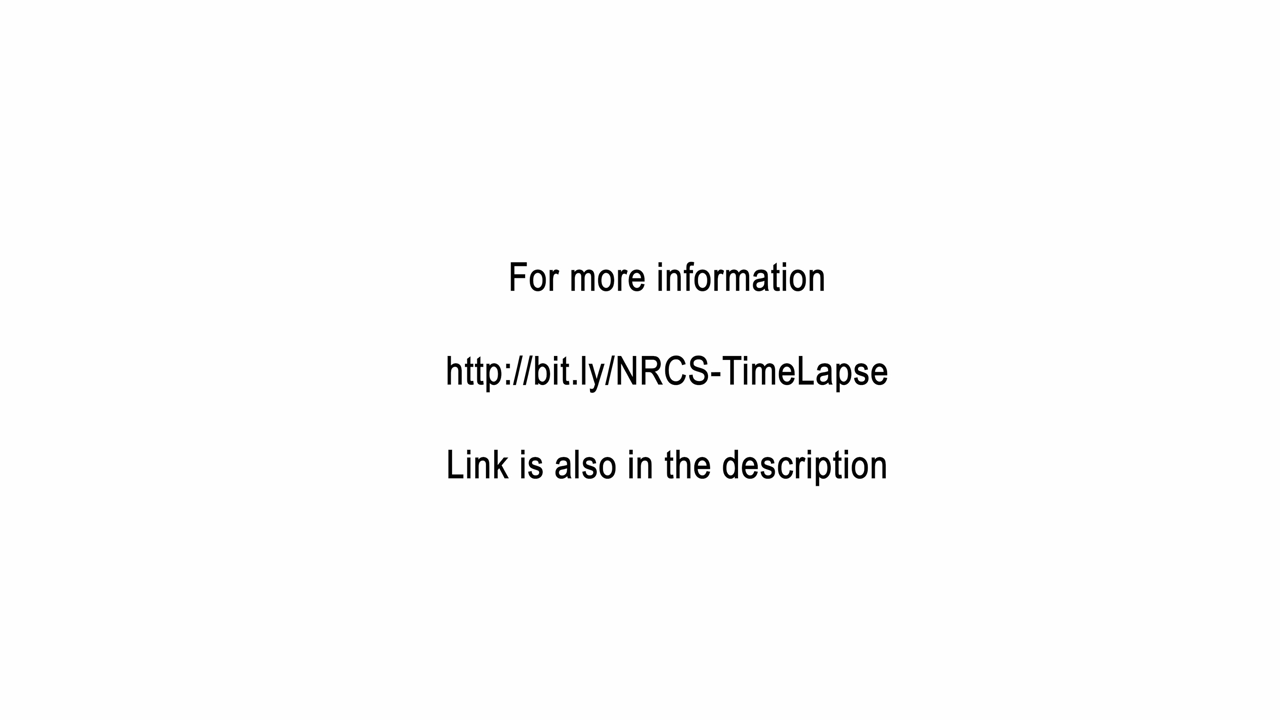 For more information
http://bit.ly/NRCS-TimeLapse
Link is also in the description